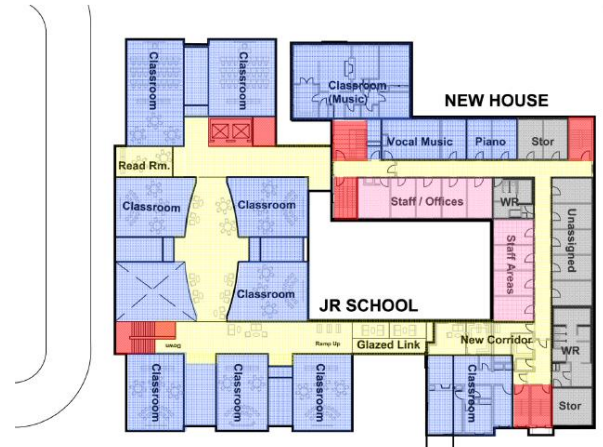 Classroom
Classroom
Classroom
(Music)
NEW HOUSE
Vocal Music
Piano
Stor
Read Rm.
Classroom
Classroom
Staff / Offices
WR
Unassigned
Staff Areas
Classroom
JR SCHOOL
Down
Ramp Up
Glazed Link
New Corridor
WR
Classroom
Classroom
Classroom
Classroom
Stor